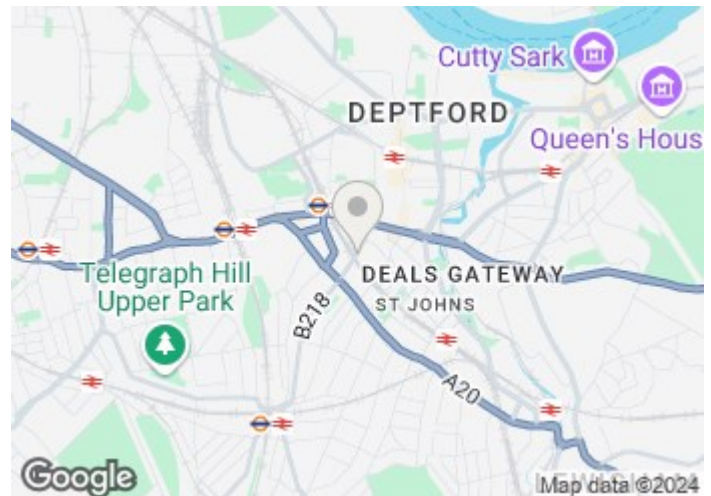 Cutty Sark
DEPTFORD
Queen's Hous
Telegraph Hill
Upper Park
DEALS GATEWAY
ST JOHNS
B218
A20
LEWISHAM
Google
Map data ©2024